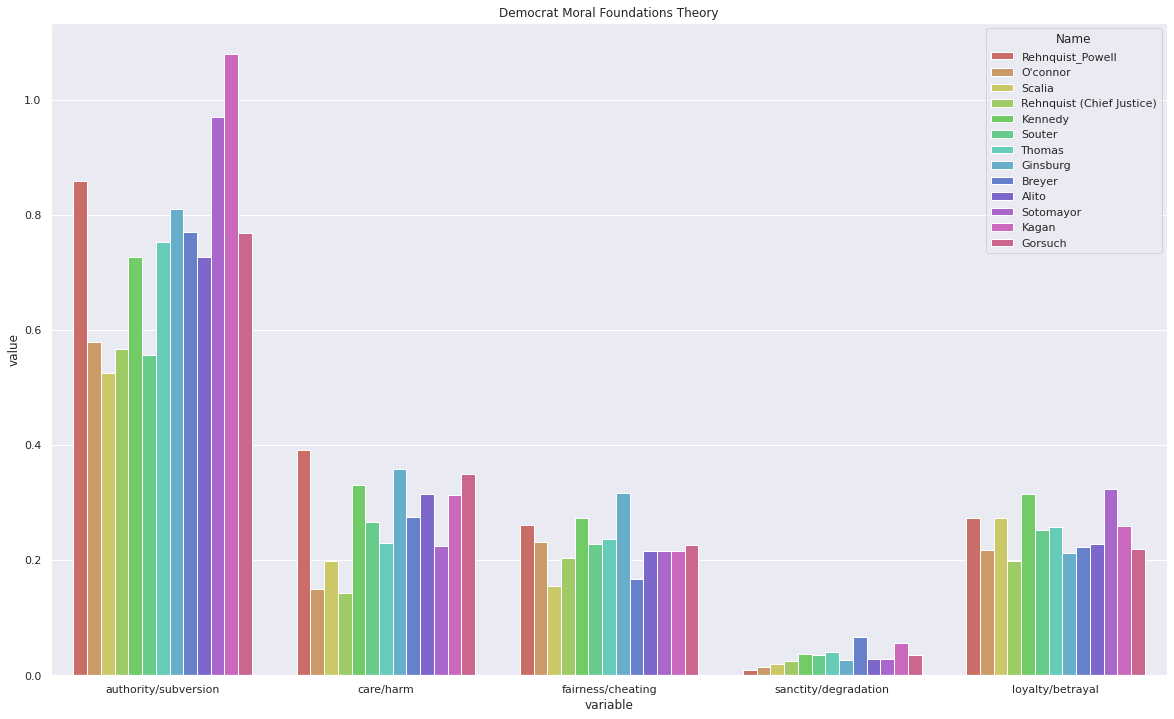 Democrat Moral Foundations Theory
Name
Rehnquist_Powell
O'connor
Scalia
Rehnquist (Chief Justice)
Kennedy
Souter
Thomas
Ginsburg
Breyer
Alito
Sotomayor
Kagan
Gorsuch
value
1.0
0.8
0.6
0.4
0.2
0.0
authority/subversion
care/harm
fairness/cheating
sanctity/degradation
loyalty/betrayal
variable